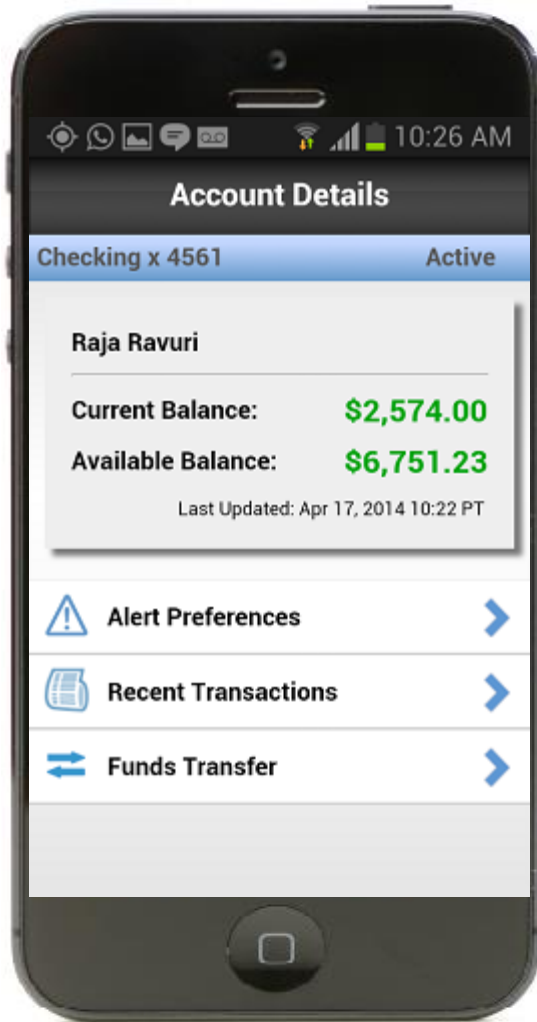 10:26 AM
Account Details
Checking x 4561 Active
Raja Ravuri
Current Balance: $2,574.00
Available Balance: $6,751.23
Last Updated: Apr 17, 2014 10:22 PT
Alert Preferences
Recent Transactions
Funds Transfer